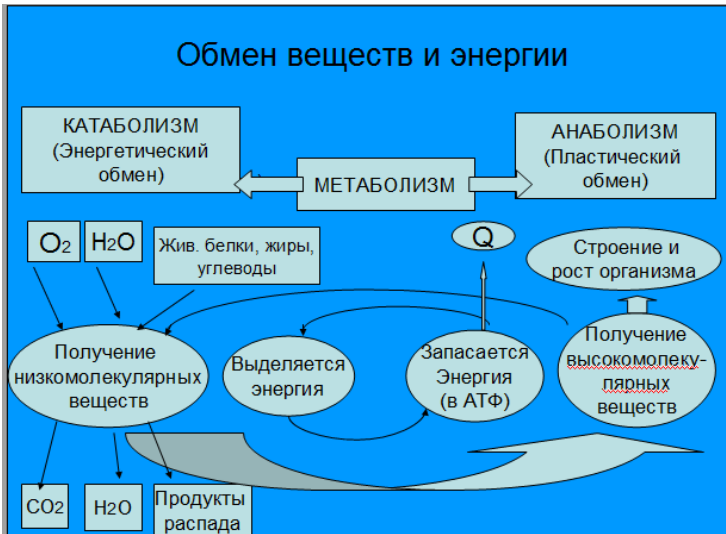 Обмен веществ и энергии
КАТАБОЛИЗМ
(Энергетический
обмен)
МЕТАБОЛИЗМ
АНАБОЛИЗМ
(Пластический
обмен)
O2
H2O
Жив. белки, жиры,
углеводы
Q
Строение и
рост организма
Получение
низкомолекулярных
веществ
Выделяется
энергия
Запасается
Энергия
(в АТФ)
Получение
высокомолеку-
лярных
веществ
CO2
H2O
Продукты
распада